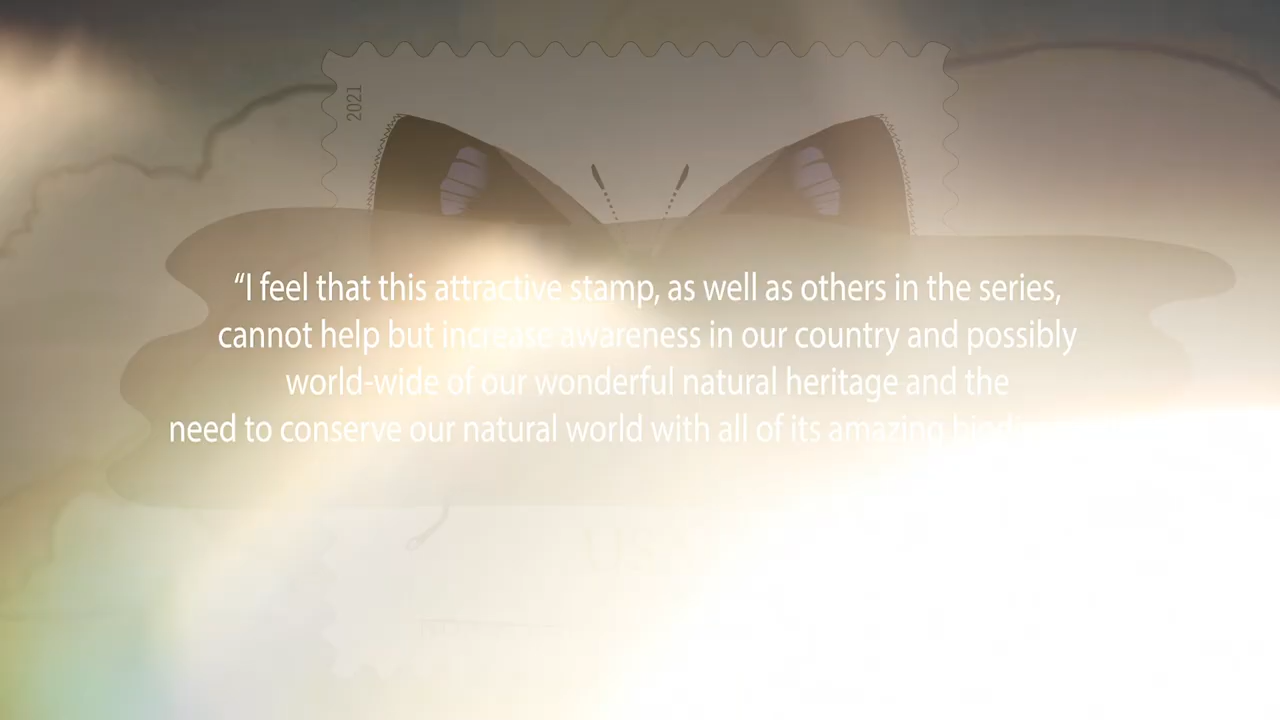 2021
“I feel that this attractive stamp, as well as others in the series,
cannot help but increase awareness in our country and possibly
world-wide of our wonderful natural heritage and the
need to conserve our natural world with all of its amazing